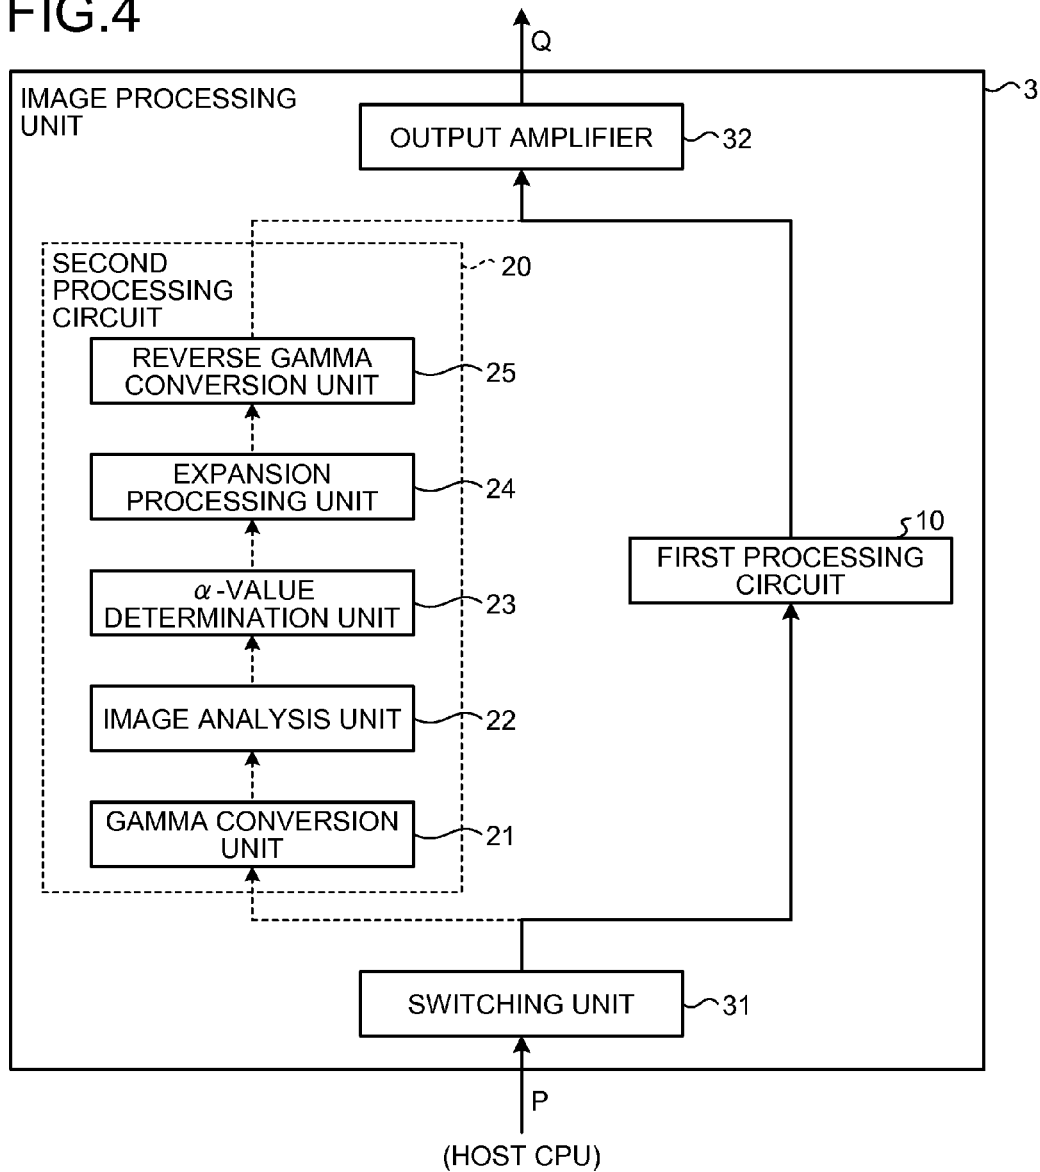 FIG.4
Q
3
IMAGE PROCESSING
UNIT
OUTPUT AMPLIFIER
32
SECOND
PROCESSING
CIRCUIT
20
REVERSE GAMMA
CONVERSION UNIT
25
EXPANSION
PROCESSING UNIT
24
10
FIRST PROCESSING
CIRCUIT
α-VALUE
DETERMINATION UNIT
23
IMAGE ANALYSIS UNIT
22
GAMMA CONVERSION
UNIT
21
SWITCHING UNIT
31
P
(HOST CPU)